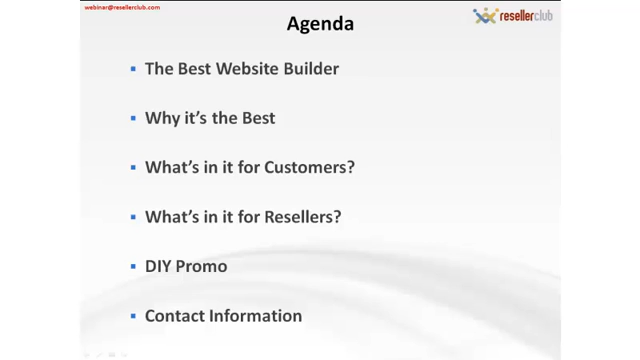 webinar@resellerclub.com
resellerclub
Agenda
The Best Website Builder
Why it's the Best
What's in it for Customers?
What's in it for Resellers?
DIY Promo
Contact Information